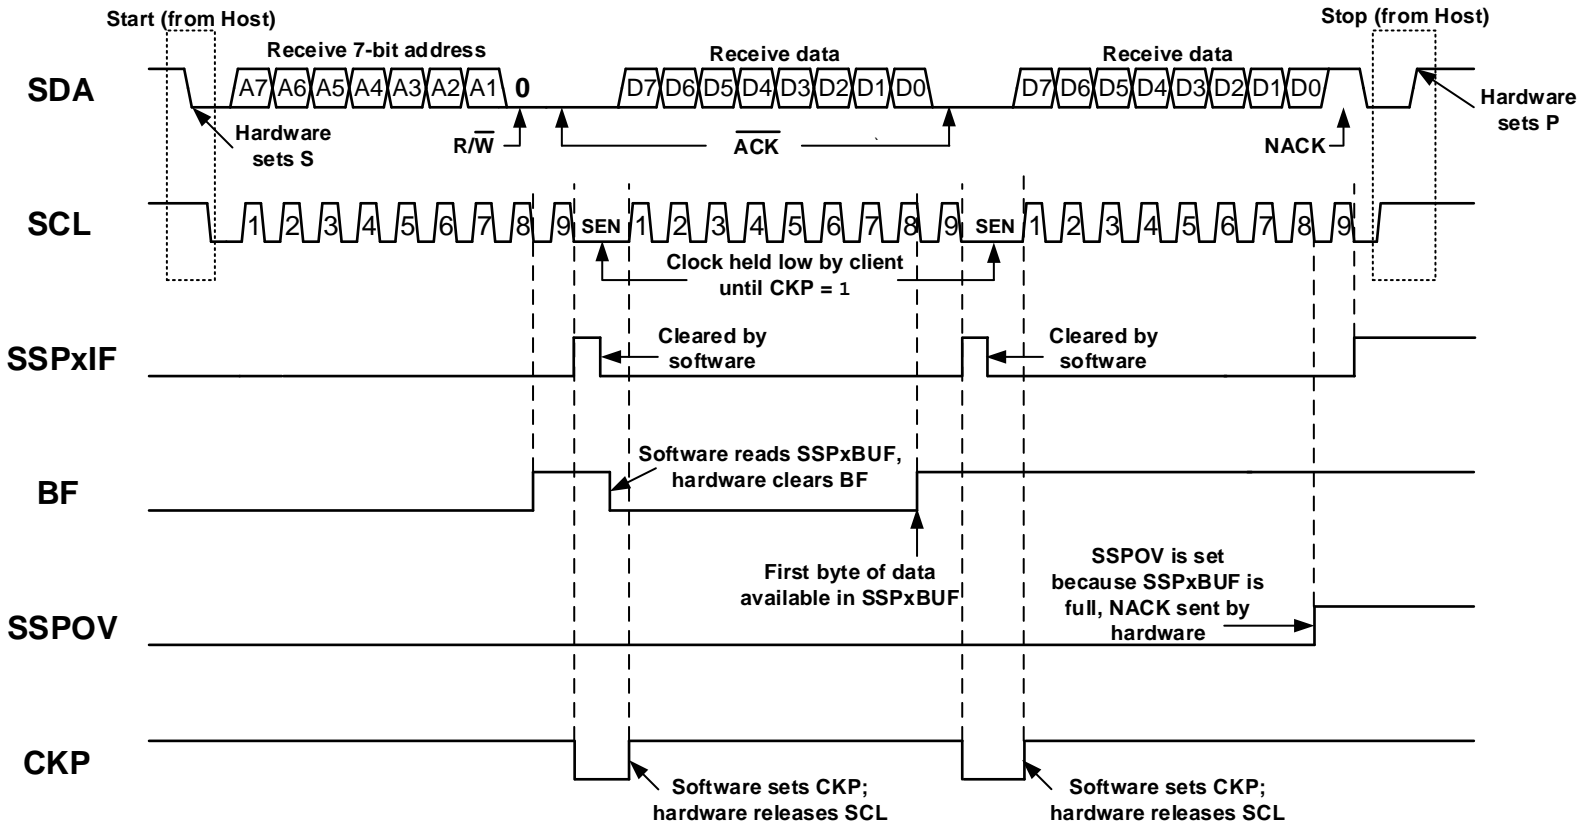 Start (from Host)
Stop (from Host)
Receive 7-bit address
Receive data
Receive data
SDA
A7 A6 A5 A4 A3 A2 A1 0
D7 D6 D5 D4 D3 D2 D1 D0
D7 D6 D5 D4 D3 D2 D1 D0
Hardware
sets S
R/W
ACK
NACK
Hardware
sets P
SCL
1 2 3 4 5 6 7 8 9 SEN 1 2 3 4 5 6 7 8 9 SEN 1 2 3 4 5 6 7 8 9
Clock held low by client
until CKP = 1
SSPxIF
Cleared by
software
Cleared by
software
BF
Software reads SSPxBUF,
hardware clears BF
First byte of data
available in SSPxBUF
SSPOV
SSPOV is set
because SSPxBUF is
full, NACK sent by
hardware
CKP
Software sets CKP;
hardware releases SCL
Software sets CKP;
hardware releases SCL